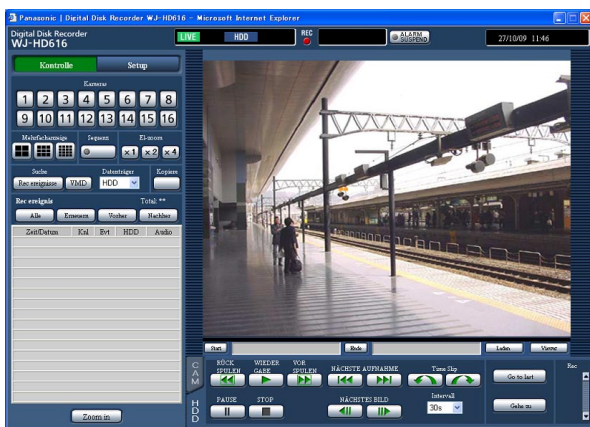 Panasonic | Digital Disk Recorder WJ-HD616 - Microsoft Internet Explorer
Digital Disk Recorder
WJ-HD616
LIVE HDD REC ALARM SUSPEND 27/10/09 11:46
Kontrolle Setup
Kameras
1 2 3 4 5 6 7 8
9 10 11 12 13 14 15 16
Mehrfachanzeige Sequenz El-zoom
x1 x2 x4
Suche Datenträger Kopiere
Rec ereignisse VMD HDD
Rec ereignis Total: **
Alle Erneuern Vorher Nachher
Zeit/Datum Knl Evt HDD Audio
Zoom in
Start Ende Laden Viewer
CAM
HDD
RÜCK SPULEN WIEDER GABE VOR SPULEN NÄCHSTE AUFNAHME Time Skip Go to last Rec
PAUSE STOP NÄCHSTES BILD Intervall Gehe zu
30s